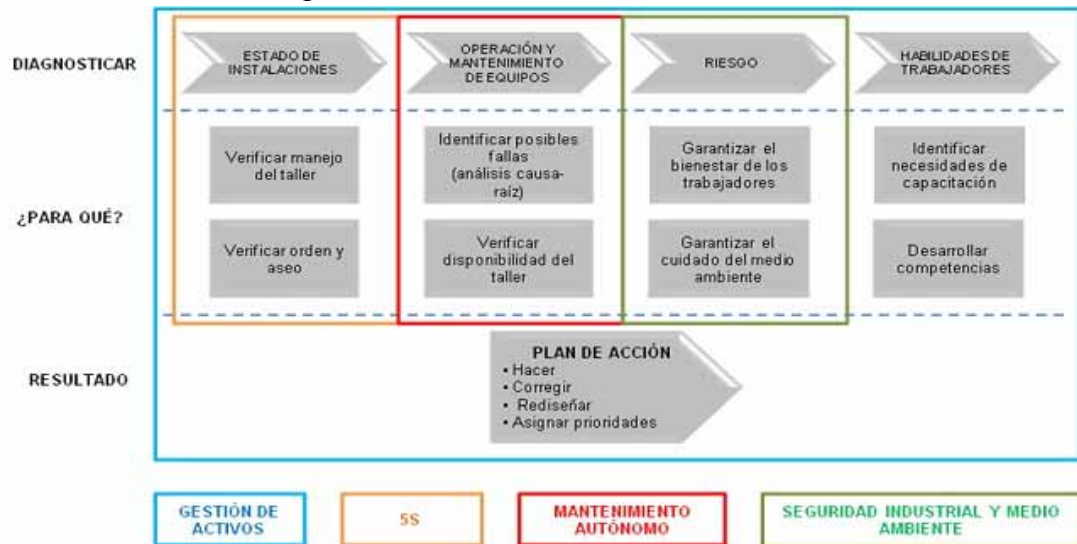 DIAGNOSTICAR
ESTADO DE
INSTALACIONES
OPERACIÓN Y
MANTENIMIENTO
DE EQUIPOS
RIESGO
HABILIDADES DE
TRABAJADORES
¿PARA QUÉ?
Verificar manejo
del taller
Identificar posibles
fallas
(análisis causa-
raíz)
Garantizar el
bienestar de los
trabajadores
Identificar
necesidades de
capacitación
Verificar orden y
aseo
Verificar
disponibilidad del
taller
Garantizar el
cuidado del medio
ambiente
Desarrollar
competencias
RESULTADO
PLAN DE ACCIÓN
• Hacer
• Corregir
• Rediseñar
• Asignar prioridades
GESTIÓN DE
ACTIVOS
5S
MANTENIMIENTO
AUTÓNOMO
SEGURIDAD INDUSTRIAL Y MEDIO
AMBIENTE